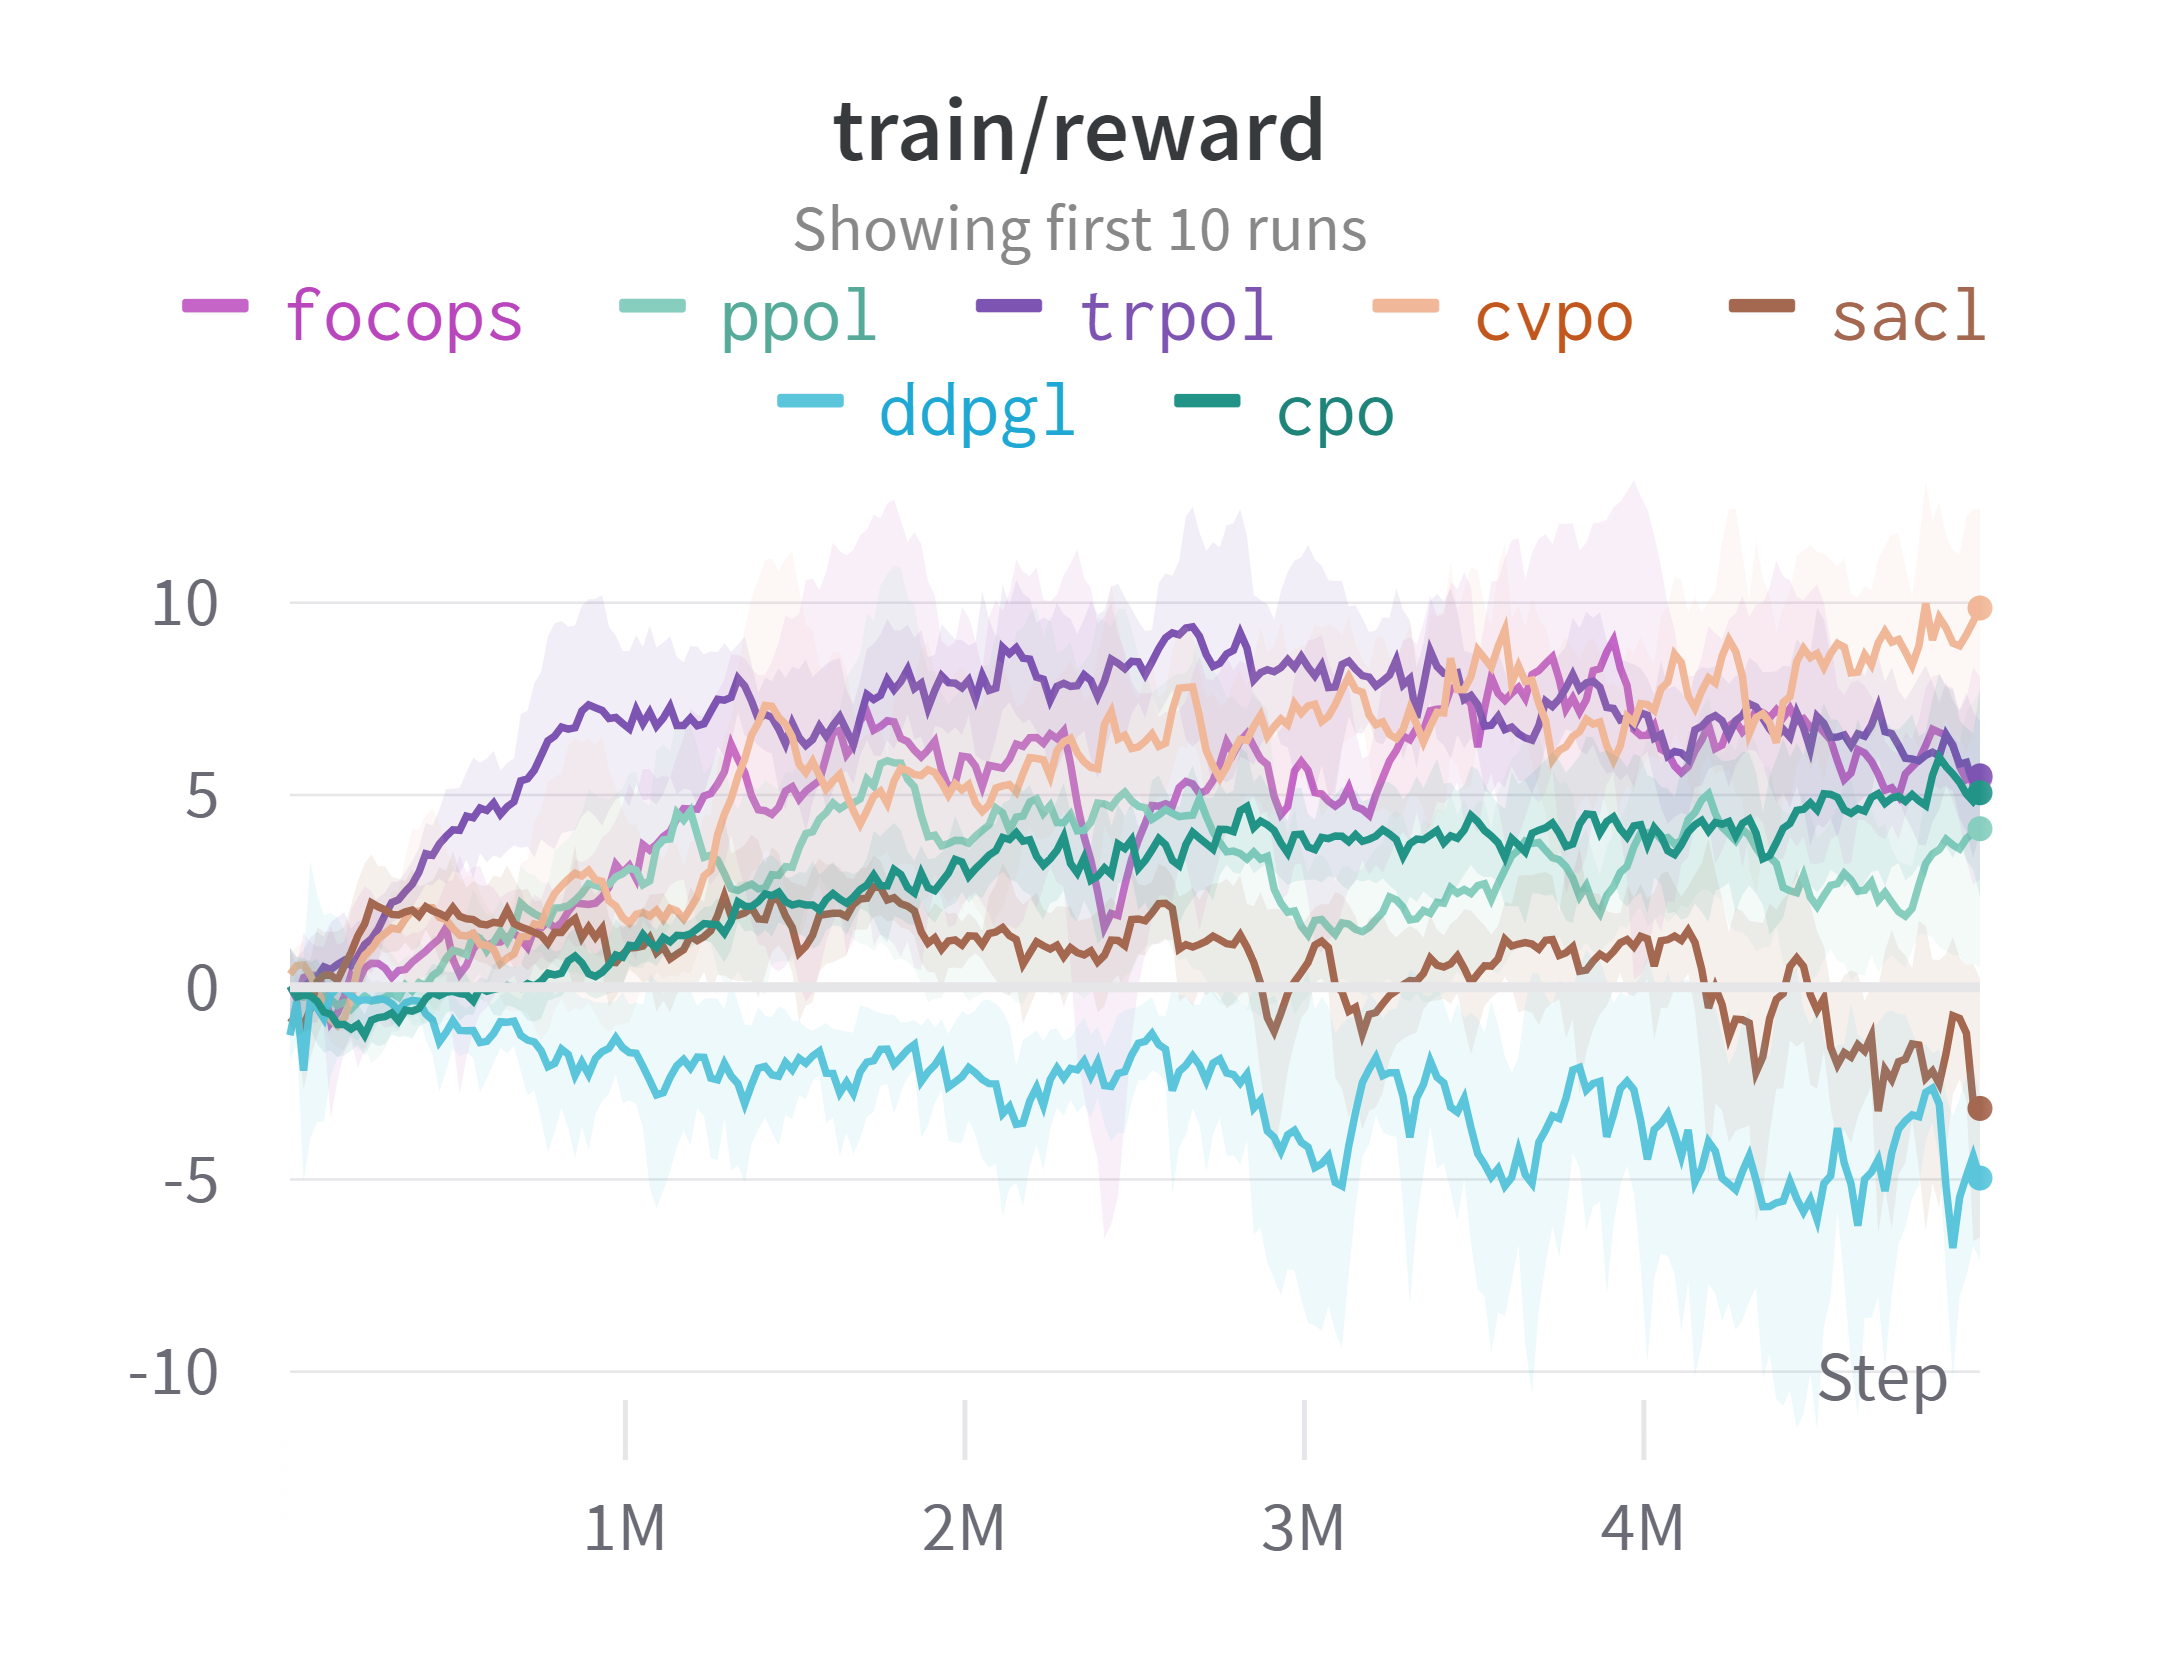 train/reward
Showing first 10 runs
focops ppol trpol cvpo sacl
ddpgl cpo
10
5
0
-5
-10
Step
1M 2M 3M 4M